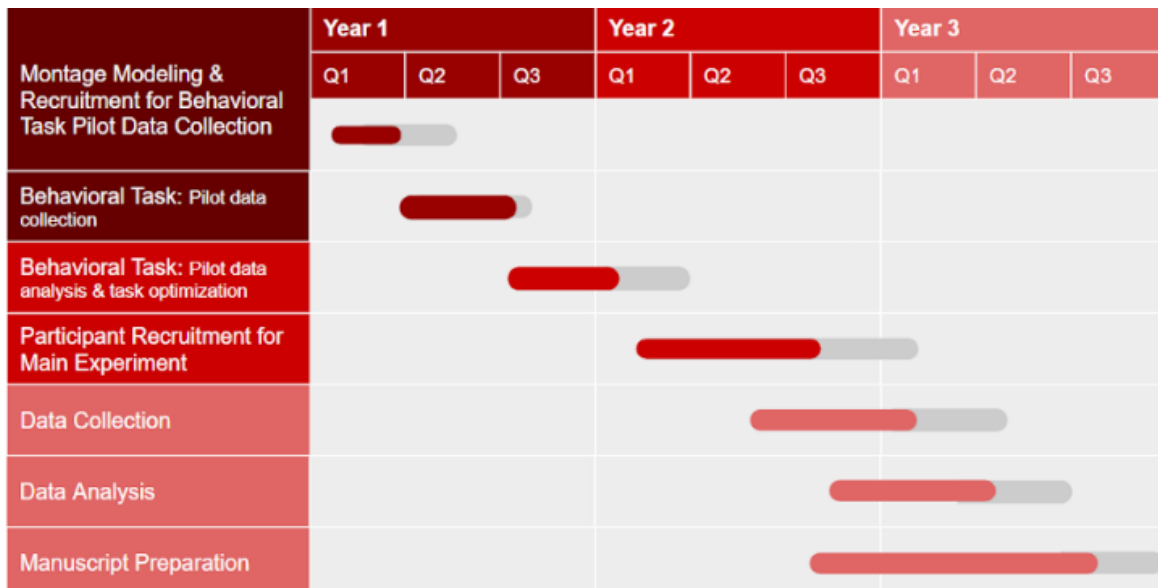 Year 1 Year 2 Year 3
Montage Modeling &
Recruitment for Behavioral
Task Pilot Data Collection
Q1 Q2 Q3 Q1 Q2 Q3 Q1 Q2 Q3
Behavioral Task: Pilot data
collection
Behavioral Task: Pilot data
analysis & task optimization
Participant Recruitment for
Main Experiment
Data Collection
Data Analysis
Manuscript Preparation